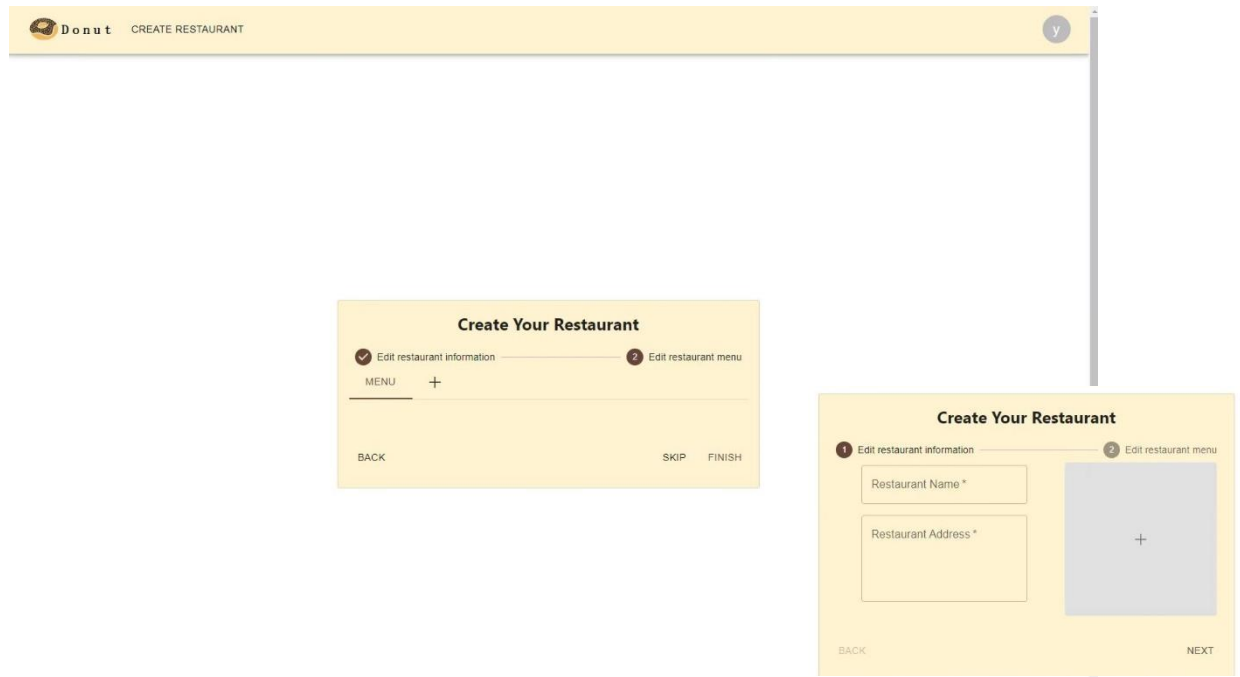 Donut CREATE RESTAURANT y
Create Your Restaurant
Edit restaurant information 2 Edit restaurant menu
MENU +
BACK SKIP FINISH
Create Your Restaurant
1 Edit restaurant information 2 Edit restaurant menu
Restaurant Name *
Restaurant Address *
+
BACK NEXT